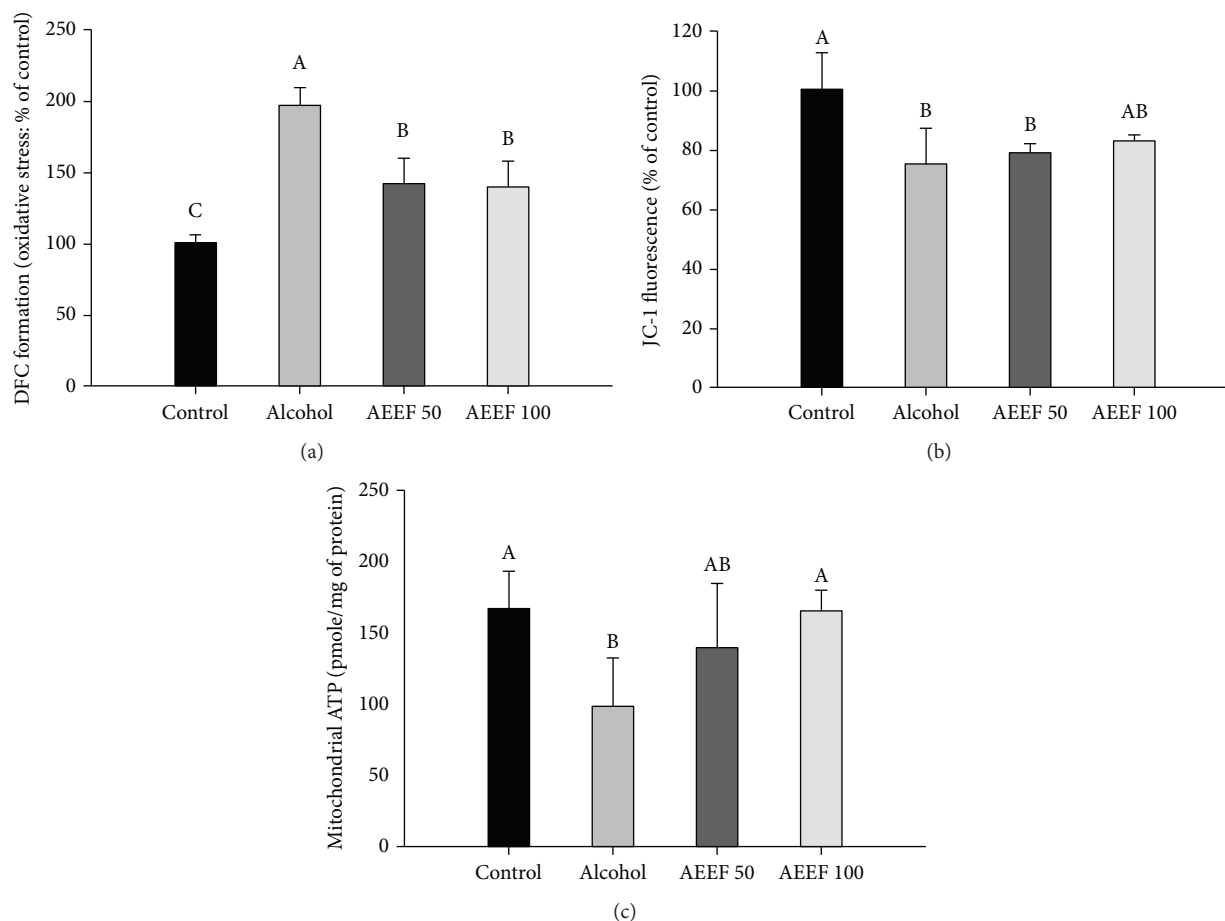 DFC formation (oxidative stress: % of control)
250
200
150
100
50
0
C
A
B
B
Control Alcohol AEEF 50 AEEF 100
(a)
JC-1 fluorescence (% of control)
120
100
80
60
40
20
0
A
B
B
AB
Control Alcohol AEEF 50 AEEF 100
(b)
Mitochondrial ATP (pmole/mg of protein)
250
200
150
100
50
0
A
B
AB
A
Control Alcohol AEEF 50 AEEF 100
(c)